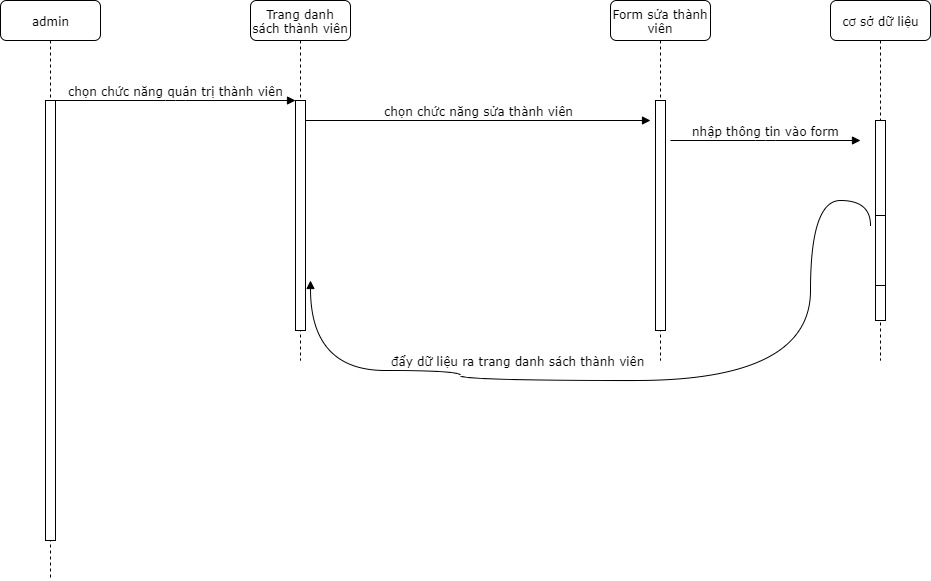 admin
Trang danh
sách thành viên
Form sửa thành
viên
cơ sở dữ liệu
chọn chức năng quản trị thành viên
chọn chức năng sửa thành viên
nhập thông tin vào form
đẩy dữ liệu ra trang danh sách thành viên